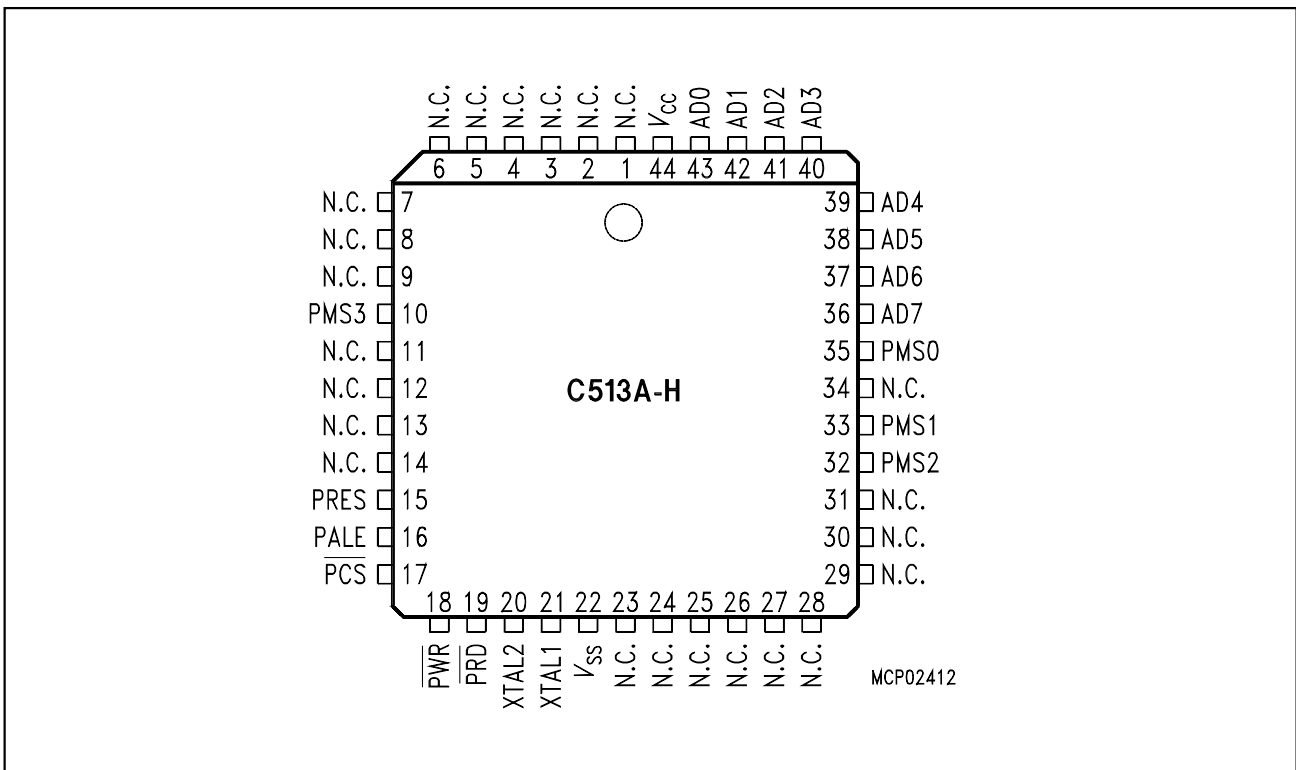 N.C. N.C. N.C. N.C. N.C. N.C. VCC AD0 AD1 AD2 AD3
6 5 4 3 2 1 44 43 42 41 40
N.C. 7 39 AD4
N.C. 8 38 AD5
N.C. 9 37 AD6
PMS3 10 36 AD7
N.C. 11 35 PMS0
N.C. 12 C513A-H 34 N.C.
N.C. 13 33 PMS1
N.C. 14 32 PMS2
PRES 15 31 N.C.
PALE 16 30 N.C.
PCS 17 29 N.C.
18 19 20 21 22 23 24 25 26 27 28
PWR PRD XTAL2 XTAL1 VSS N.C. N.C. N.C. N.C. N.C. N.C.
MCP02412